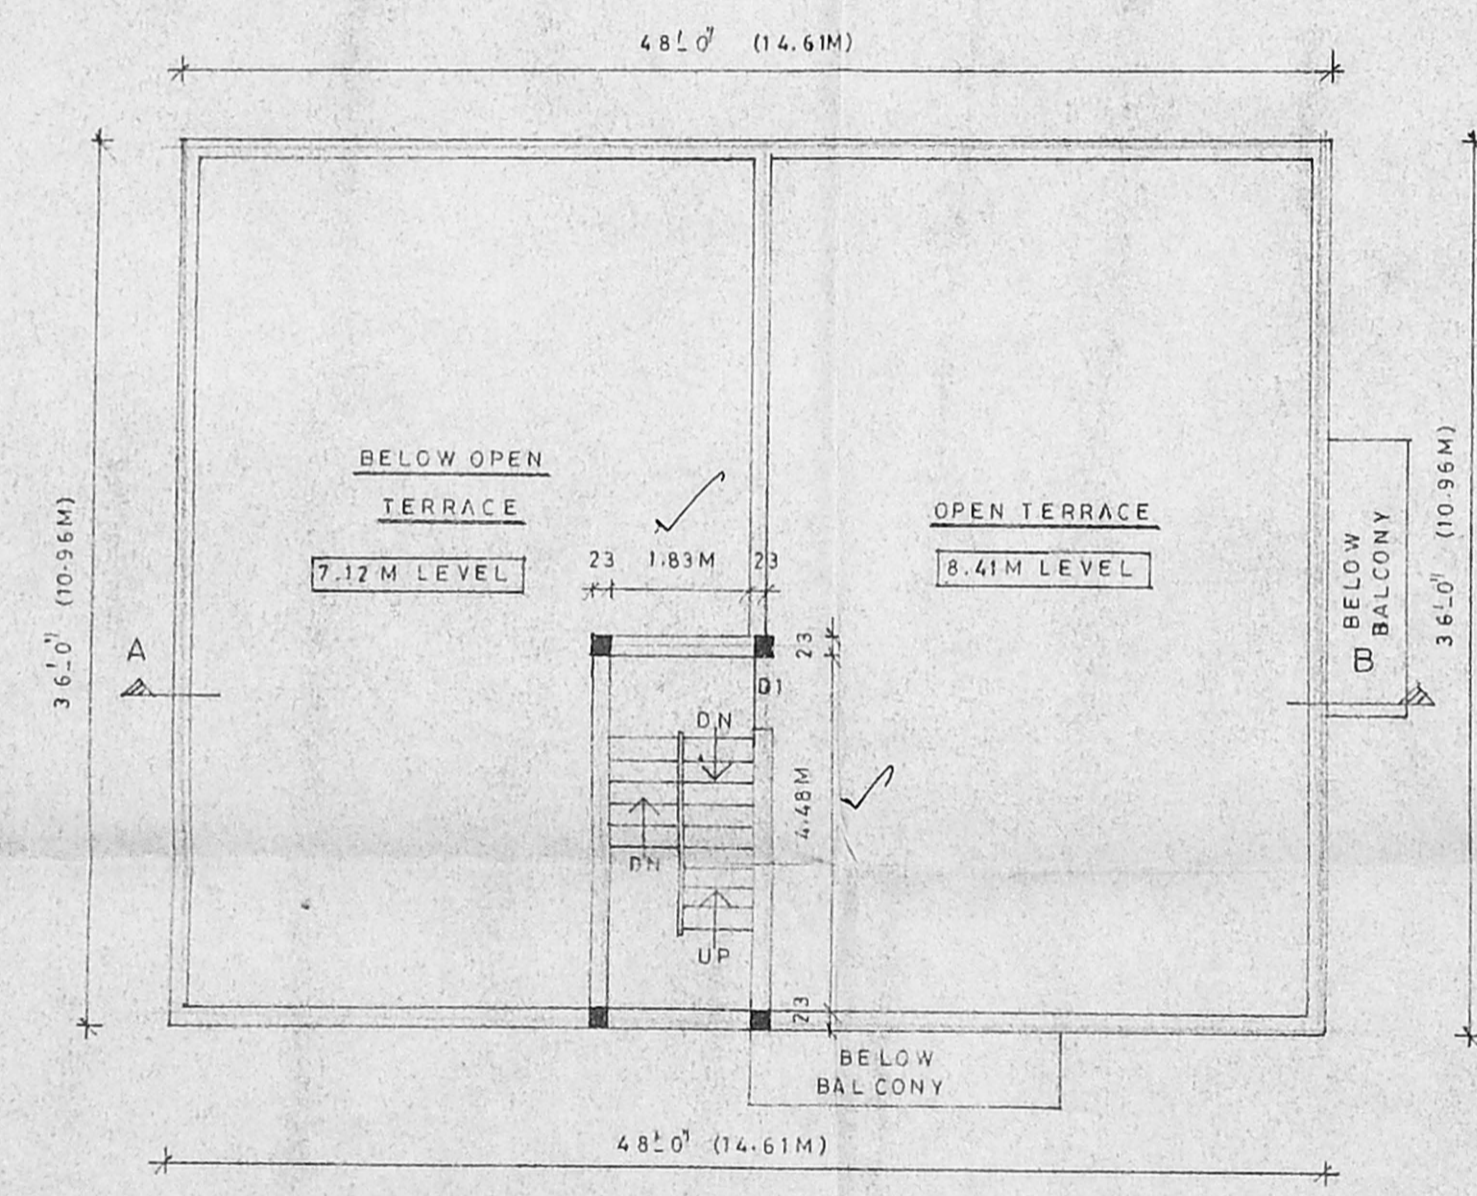 48'-0" (14.61M)
BELOW OPEN
TERRACE
7.12 M LEVEL
23 1.83M 23
OPEN TERRACE
8.41M LEVEL
BELOW
BALCONY
B
36'-0" (10.96M)
36'-0" (10.96M)
A
23
D1
DN
4.48M
DN
UP
23
BELOW
BALCONY
48'-0" (14.61M)